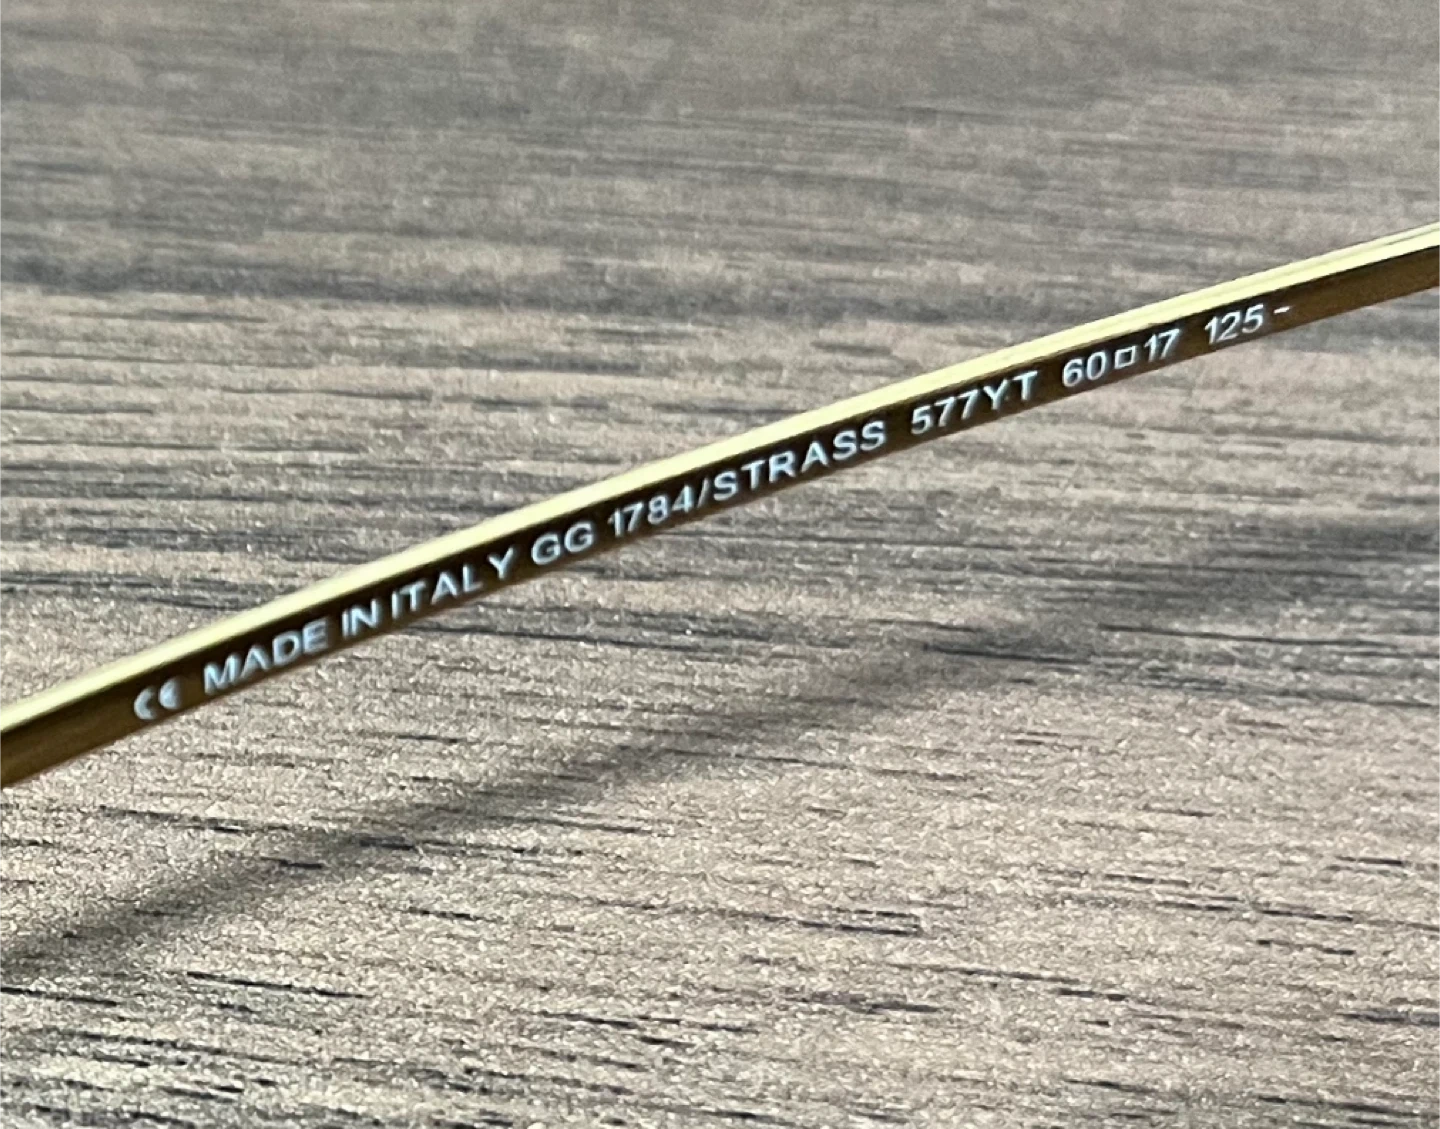 CE MADE IN ITALY GG 1784/STRASS 577YT 60□17 125 -